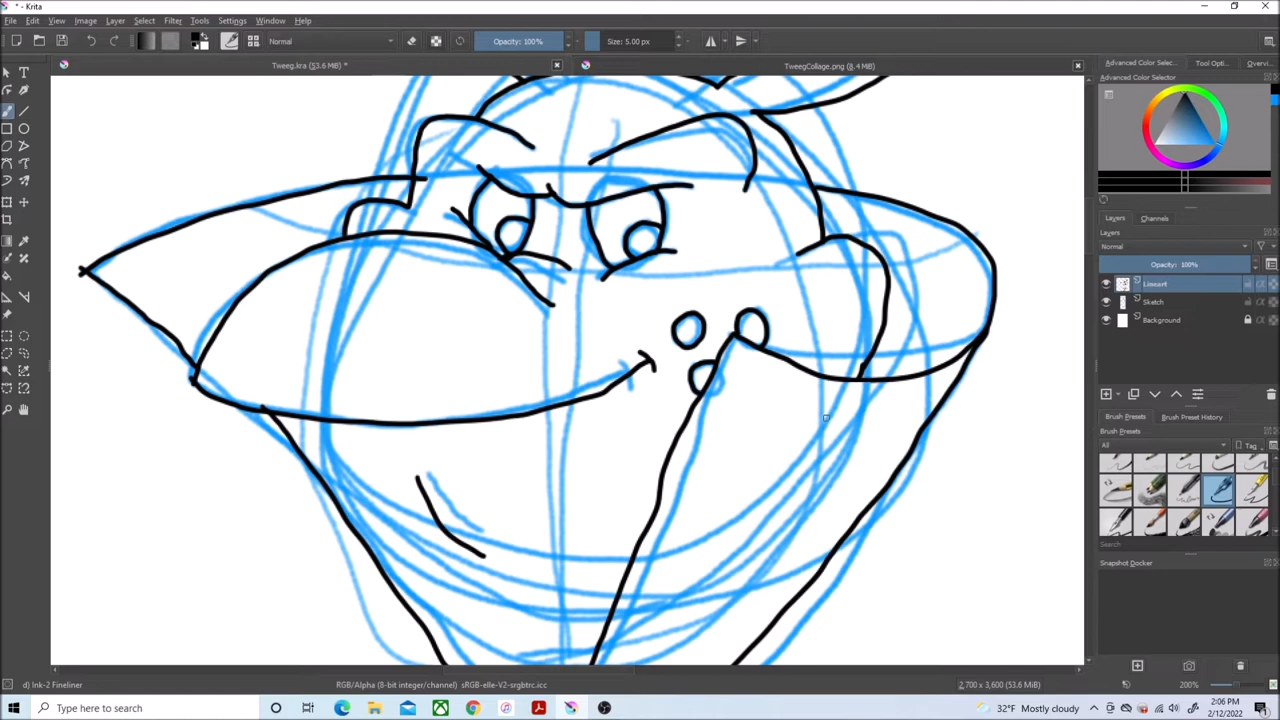 * - Krita
File Edit View Image Layer Select Filter Tools Settings Window Help
Normal Opacity: 100% Size: 5.00 px
Tweeg.kra (53.6 MiB) * TweegCollage.png (8.4 MiB)
Advanced Color Selec... Tool Opti... Overvi...
Advanced Color Selector
Layers Channels
Layers
Normal
Opacity: 100%
Lineart
Sketch
Background
Brush Presets Brush Preset History
Brush Presets
All Tag
Search
Snapshot Docker
d) Ink-2 Fineliner RGB/Alpha (8-bit integer/channel) sRGB-elle-V2-srgbtrc.icc 2,700 x 3,600 (53.6 MiB) 200%
Type here to search 32°F Mostly cloudy 2:06 PM
2/12/2022